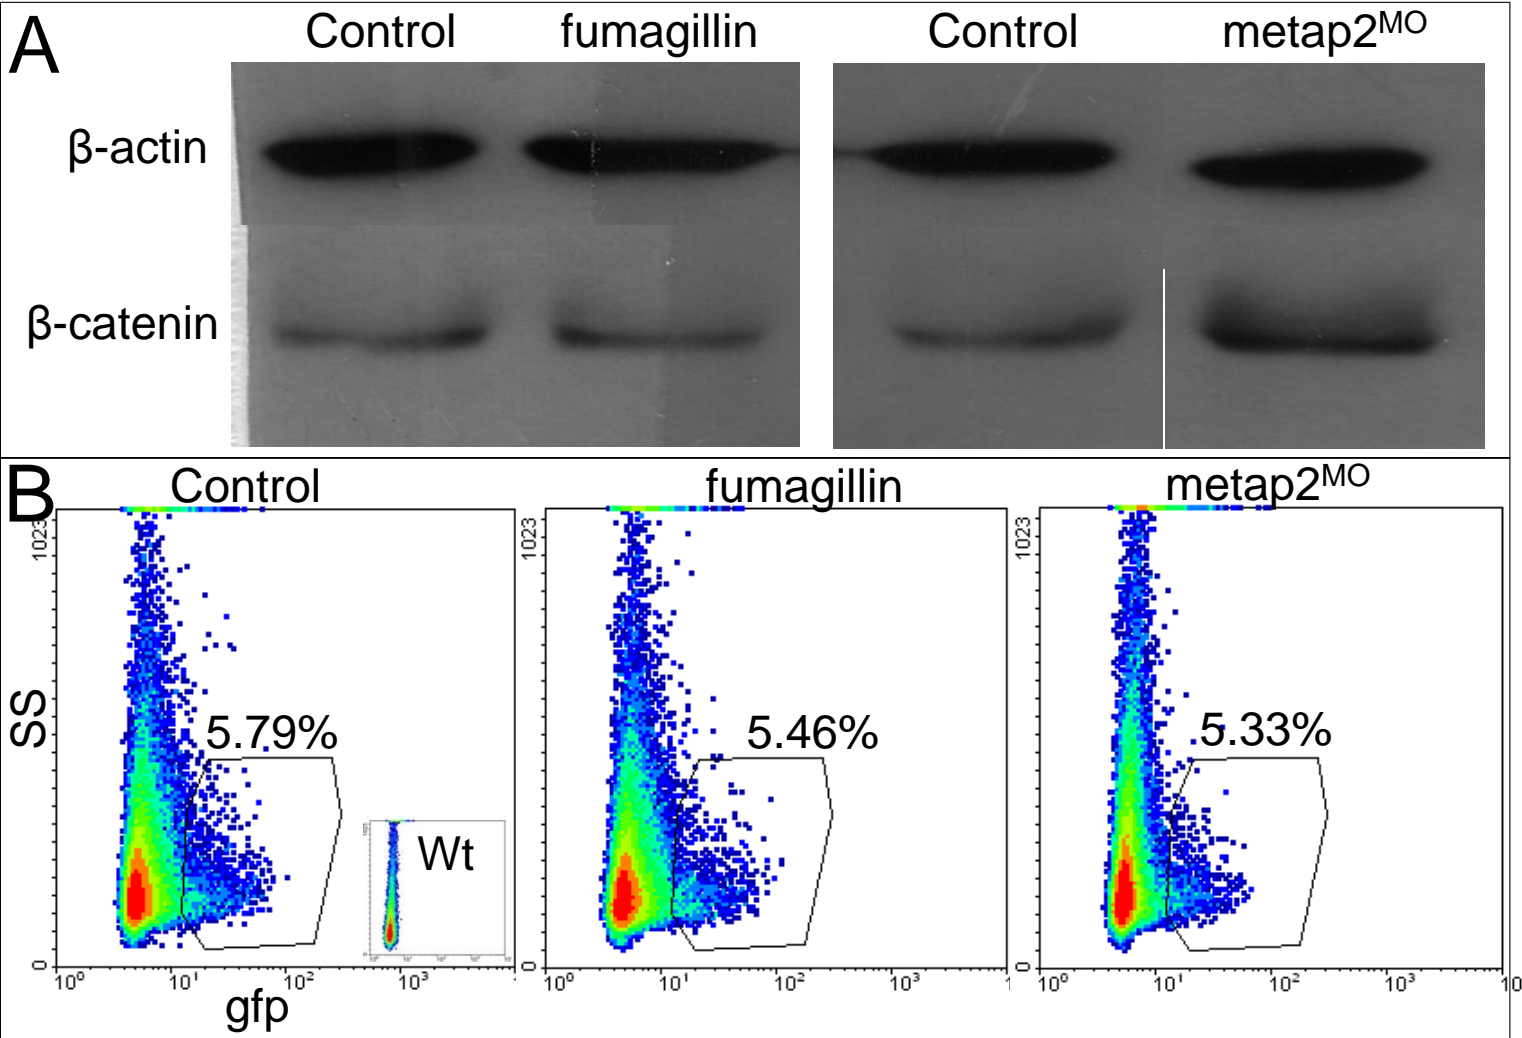 A
Control fumagillin Control metap2ᴹᴼ
β-actin
β-catenin
B
Control fumagillin metap2ᴹᴼ
1023 1023 1023
SS
5.79% 5.46% 5.33%
Wt
0 0 0
10⁰ 10¹ 10² 10³ 10⁰ 10¹ 10² 10³ 10⁰ 10¹ 10² 10³ 10
gfp